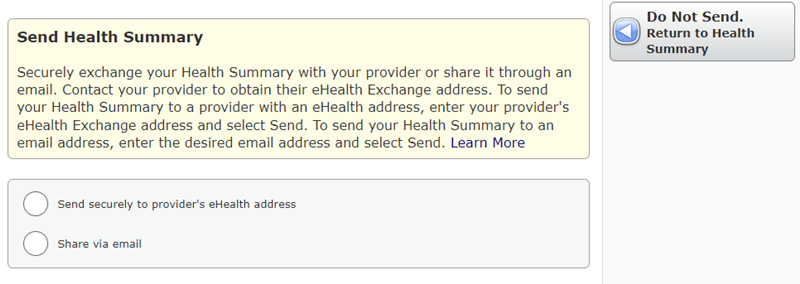 Send Health Summary
Securely exchange your Health Summary with your provider or share it through an
email. Contact your provider to obtain their eHealth Exchange address. To send
your Health Summary to a provider with an eHealth address, enter your provider's
eHealth Exchange address and select Send. To send your Health Summary to an
email address, enter the desired email address and select Send. Learn More
Send securely to provider's eHealth address
Share via email
Do Not Send.
Return to Health
Summary